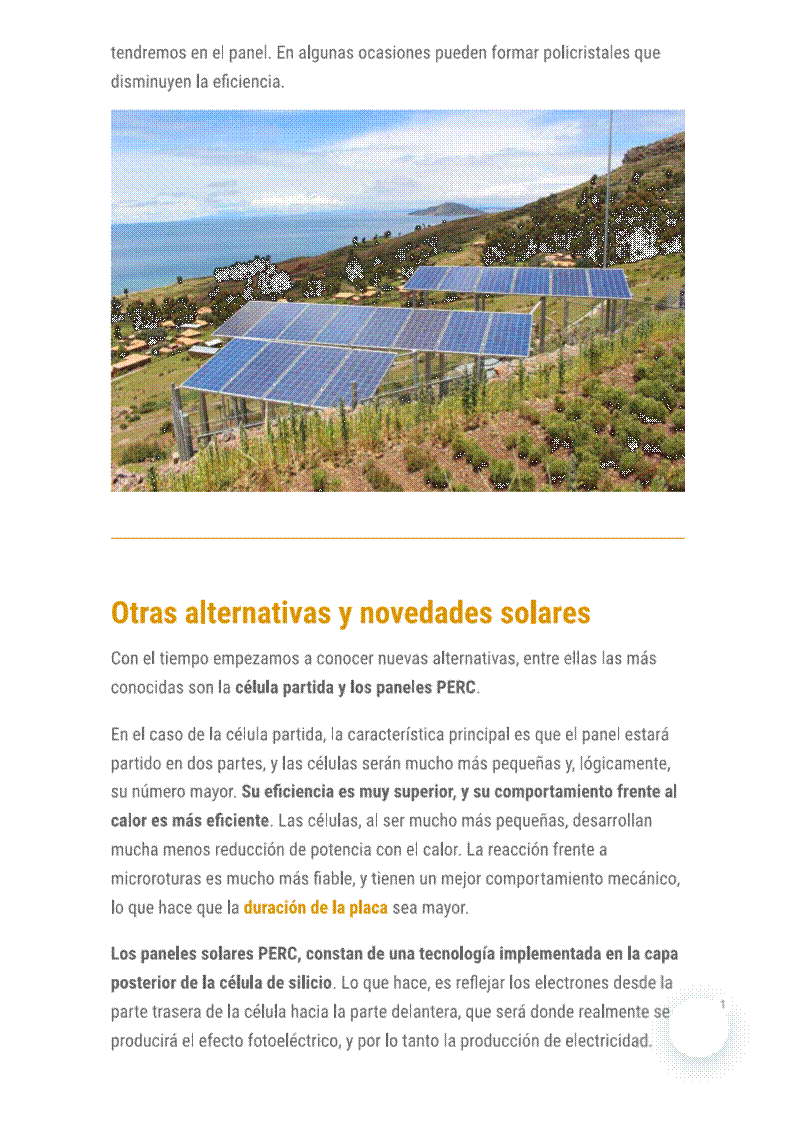 tendremos en el panel. En algunas ocasiones pueden formar policristales que
disminuyen la eficiencia.
Otras alternativas y novedades solares
Con el tiempo empezamos a conocer nuevas alternativas, entre ellas las más
conocidas son la célula partida y los paneles PERC.
En el caso de la célula partida, la característica principal es que el panel estará
partido en dos partes, y las células serán mucho más pequeñas y, lógicamente,
su número mayor. Su eficiencia es muy superior, y su comportamiento frente al
calor es más eficiente. Las células, al ser mucho más pequeñas, desarrollan
mucha menos reducción de potencia con el calor. La reacción frente a
microroturas es mucho más fiable, y tienen un mejor comportamiento mecánico,
lo que hace que la duración de la placa sea mayor.
Los paneles solares PERC, constan de una tecnología implementada en la capa
posterior de la célula de silicio. Lo que hace, es reflejar los electrones desde la
parte trasera de la célula hacia la parte delantera, que será donde realmente se
producirá el efecto fotoeléctrico, y por lo tanto la producción de electricidad.
1